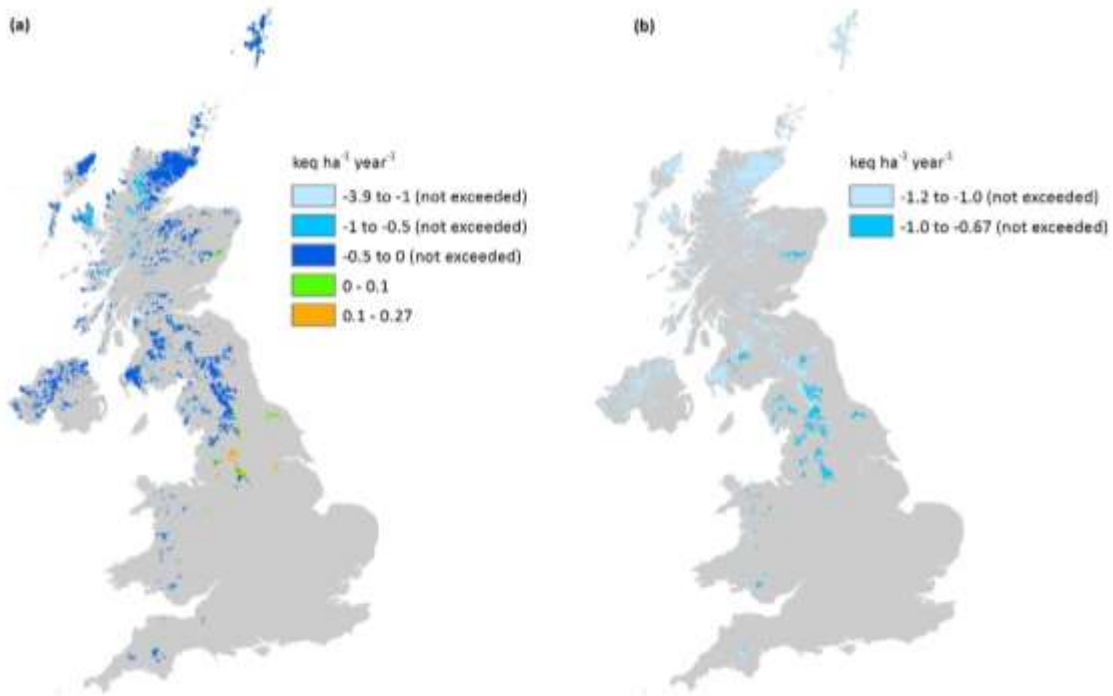 (a)
keq ha⁻¹ year⁻¹
-3.9 to -1 (not exceeded)
-1 to -0.5 (not exceeded)
-0.5 to 0 (not exceeded)
0 - 0.1
0.1 - 0.27
(b)
keq ha⁻¹ year⁻¹
-1.2 to -1.0 (not exceeded)
-1.0 to -0.67 (not exceeded)